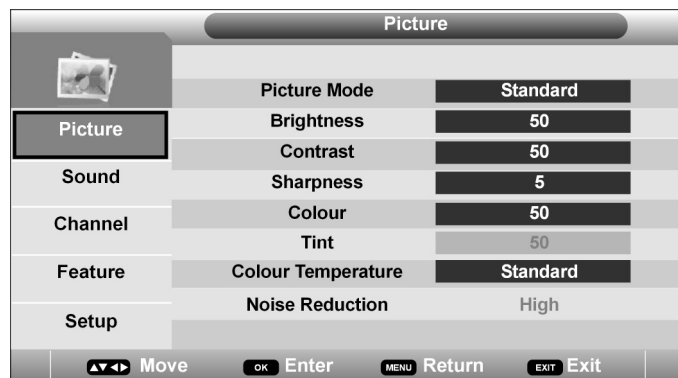 Picture
Picture Mode Standard
Brightness 50
Picture
Contrast 50
Sound
Sharpness 5
Colour 50
Channel
Tint 50
Feature
Colour Temperature Standard
Noise Reduction High
Setup
▲▼◄► Move OK Enter MENU Return EXIT Exit